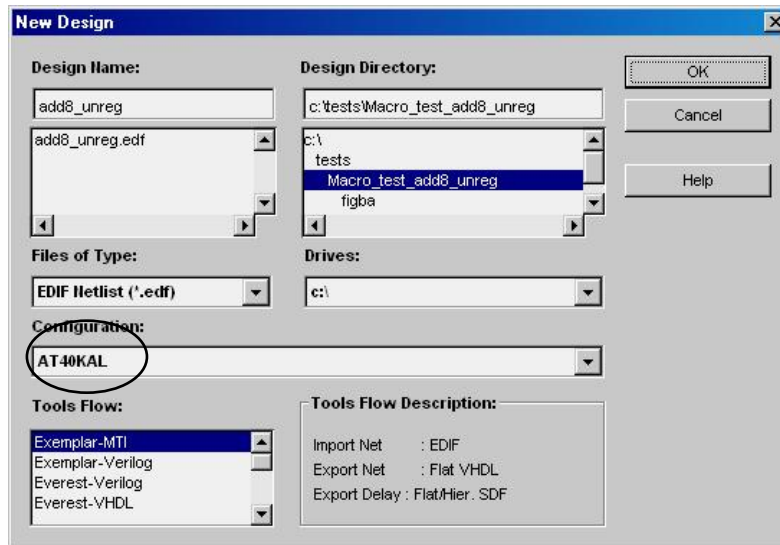 New Design
Design Name:
add8_unreg
add8_unreg.edf
Design Directory:
c:\tests\Macro_test_add8_unreg
c:\
tests
Macro_test_add8_unreg
figba
OK
Cancel
Help
Files of Type:
EDIF Netlist (*.edf)
Drives:
c:\
Configuration:
AT40KAL
Tools Flow:
Exemplar-MTI
Exemplar-Verilog
Everest-Verilog
Everest-VHDL
Tools Flow Description:
Import Net : EDIF
Export Net : Flat VHDL
Export Delay : Flat/Hier. SDF